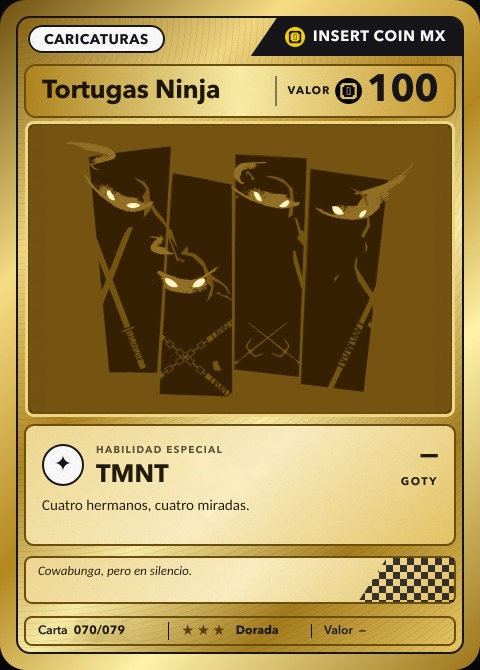 CARICATURAS
INSERT COIN MX
Tortugas Ninja
VALOR 100
HABILIDAD ESPECIAL
TMNT
–
GOTY
Cuatro hermanos, cuatro miradas.
Cowabunga, pero en silencio.
Carta 070/079 ★ ★ ★ Dorada Valor –